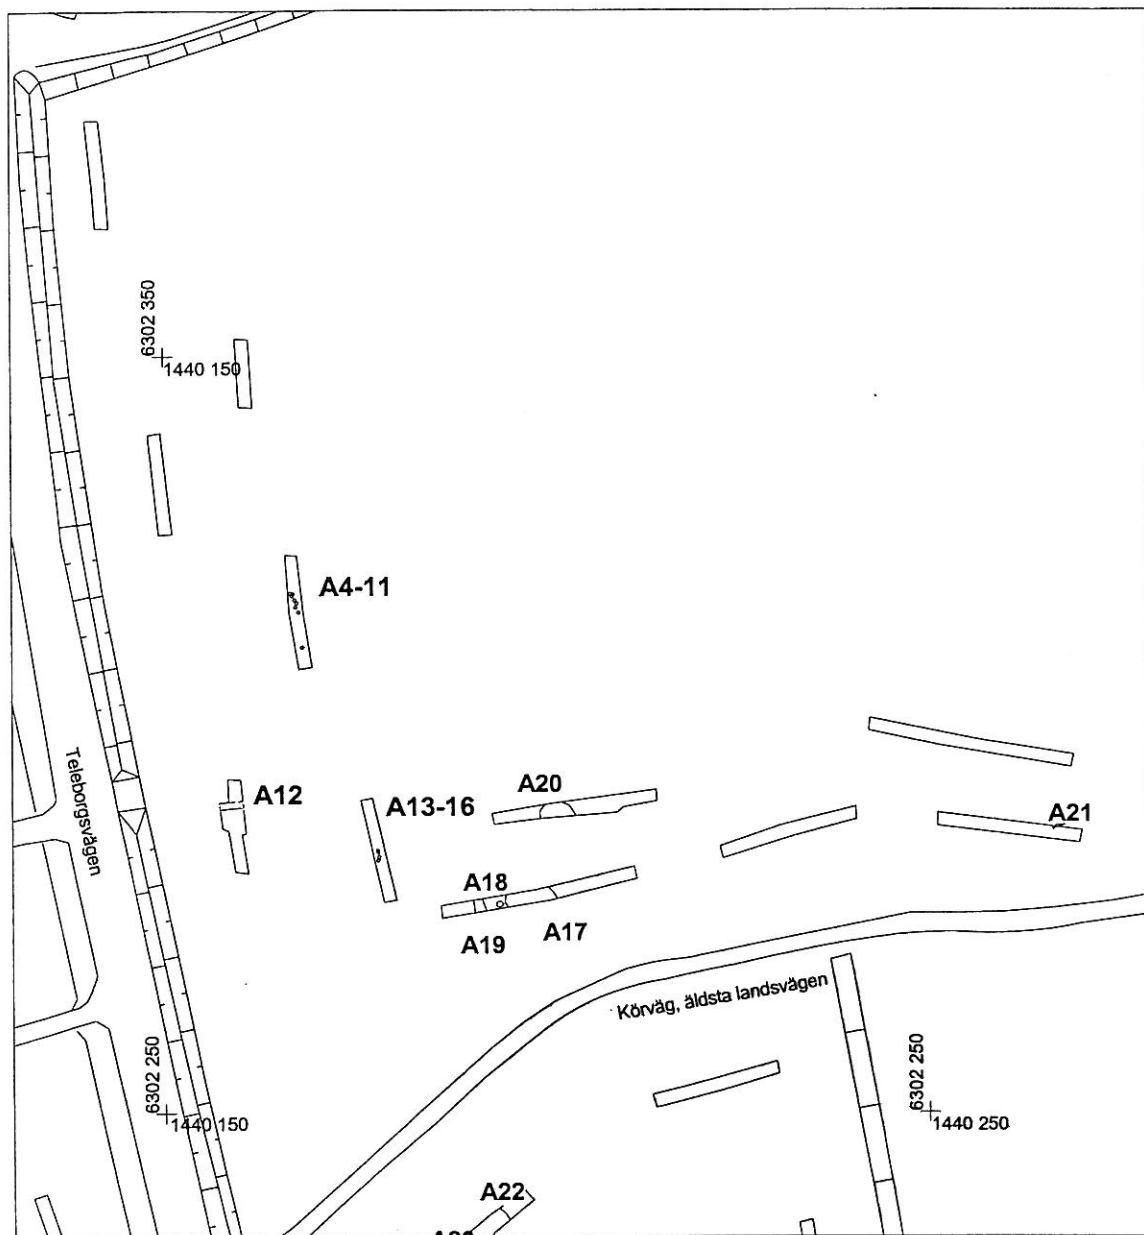 6302 350
1440 150
A4-11
Teleborgsvägen
A12
A13-16
A20
A21
A18
A19
A17
Körväg, äldsta landsvägen
6302 250
1440 150
6302 250
1440 250
A22